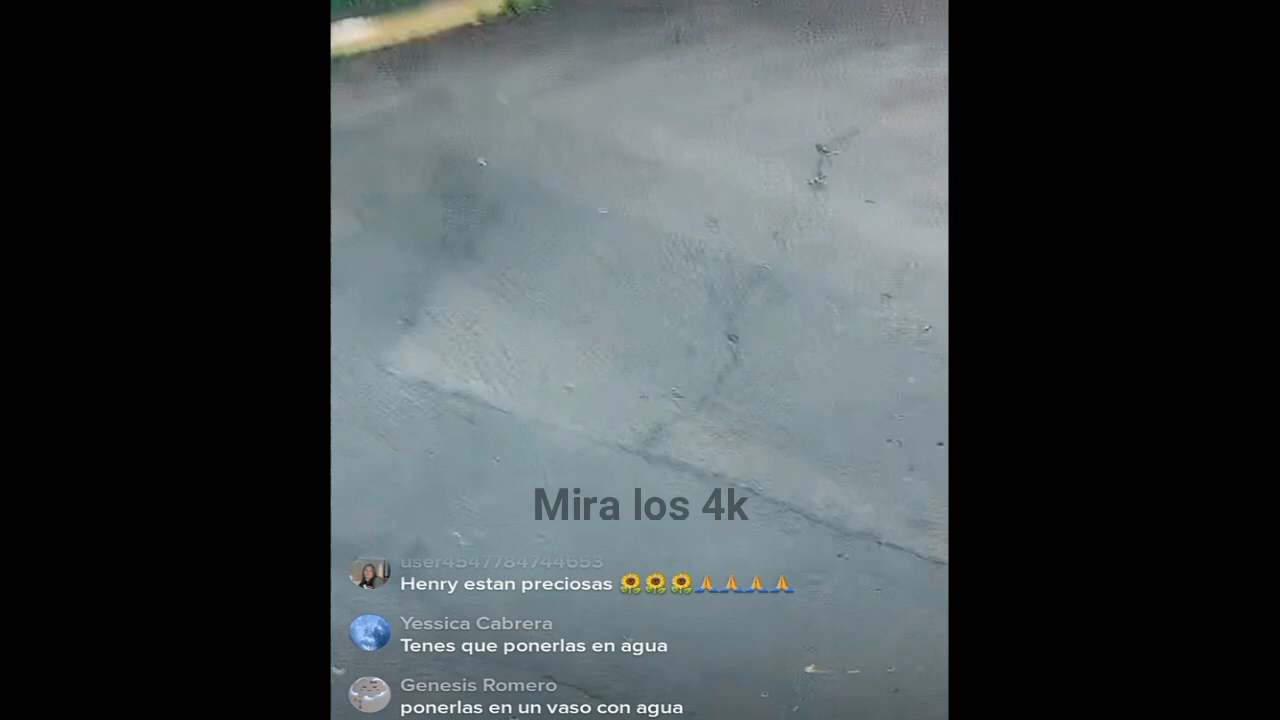 Mira los 4k
user4547784744653
Henry estan preciosas 🌻🌻🌻🙏🙏🙏🙏
Yessica Cabrera
Tenes que ponerlas en agua
Genesis Romero
ponerlas en un vaso con agua